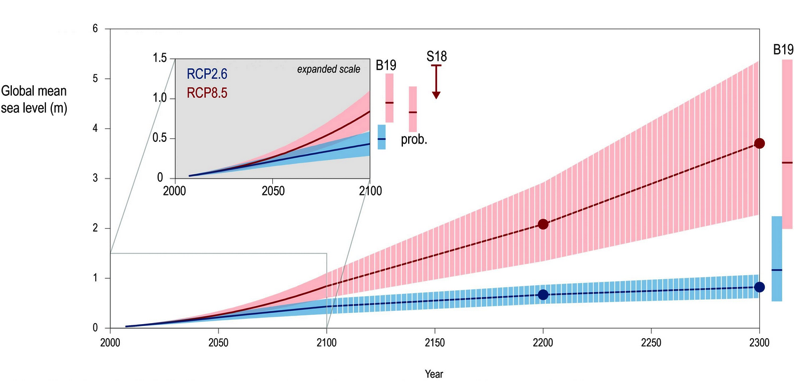 6
1.5
RCP2.6
expanded scale
B19
S18
B19
5
RCP8.5
Global mean
sea level (m)
1.0
4
0.5
prob.
0
3
2000
2050
2100
2
1
0
2000
2050
2100
2150
2200
2250
2300
Year